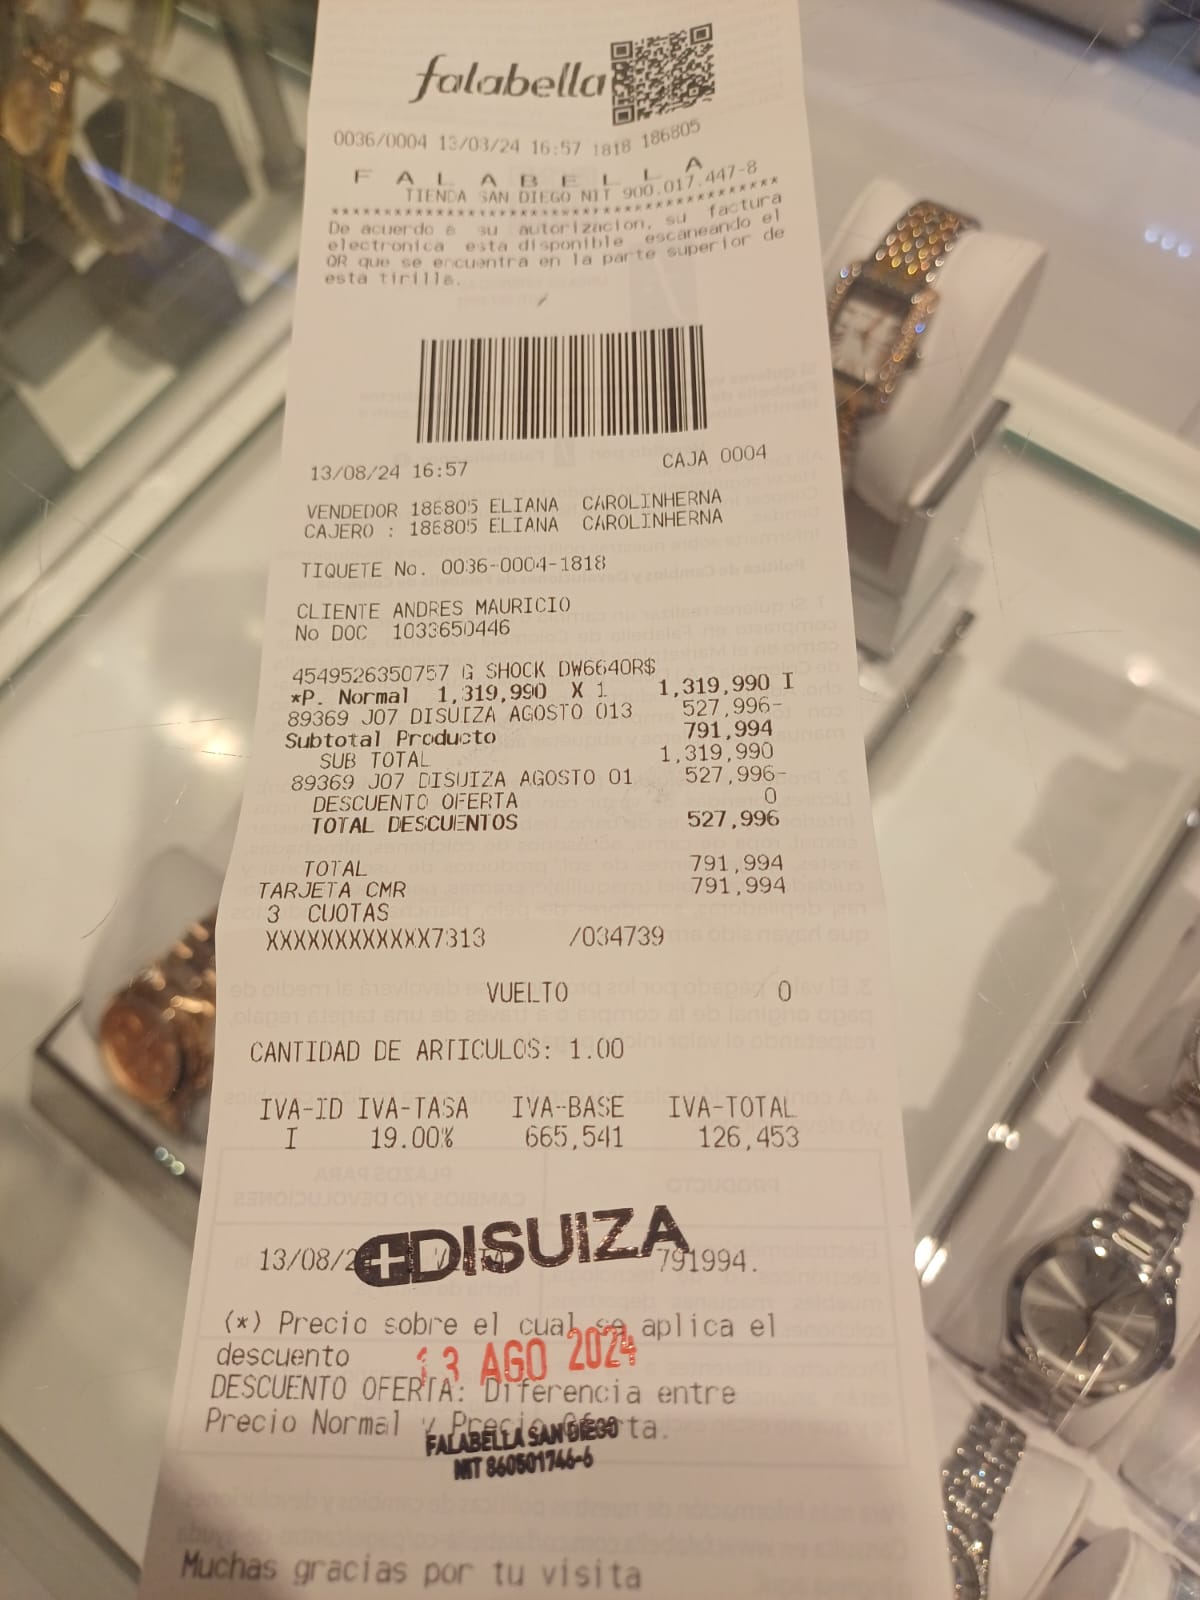 falabella
0036/0004 13/03/24 16:57 1818 186805
F A L A B E L L A
TIENDA SAN DIEGO NIT 900.017.447-8
****************************************
De acuerdo a su autorizacion, su factura
electronica esta disponible escaneando el
QR que se encuentra en la parte superior de
esta tirilla.
13/08/24 16:57 CAJA 0004
VENDEDOR 186805 ELIANA CAROLINHERNA
CAJERO : 186805 ELIANA CAROLINHERNA
TIQUETE No. 0036-0004-1818
CLIENTE ANDRES MAURICIO
No DOC 1033650446
4549526350757 G SHOCK DW6640R$
*P. Normal 1,319,990 X 1 1,319,990 I
89369 J07 DISUIZA AGOSTO 013 527,996-
Subtotal Producto 791,994
SUB TOTAL 1,319,990
89369 J07 DISUIZA AGOSTO 01 527,996-
DESCUENTO OFERTA 0
TOTAL DESCUENTOS 527,996
TOTAL 791,994
TARJETA CMR 791,994
3 CUOTAS
XXXXXXXXXXXX7313 /034739
VUELTO 0
CANTIDAD DE ARTICULOS: 1.00
IVA-ID IVA-TASA IVA-BASE IVA-TOTAL
I 19.00% 665,541 126,453
DISUIZA
13/08/2 791994.
(*) Precio sobre el cual se aplica el
descuento
13 AGO 2024
DESCUENTO OFERTA: Diferencia entre
Precio Normal y Precio Oferta.
FALABELLA SAN DIEGO
NIT 860501746-6
Muchas gracias por tu visita